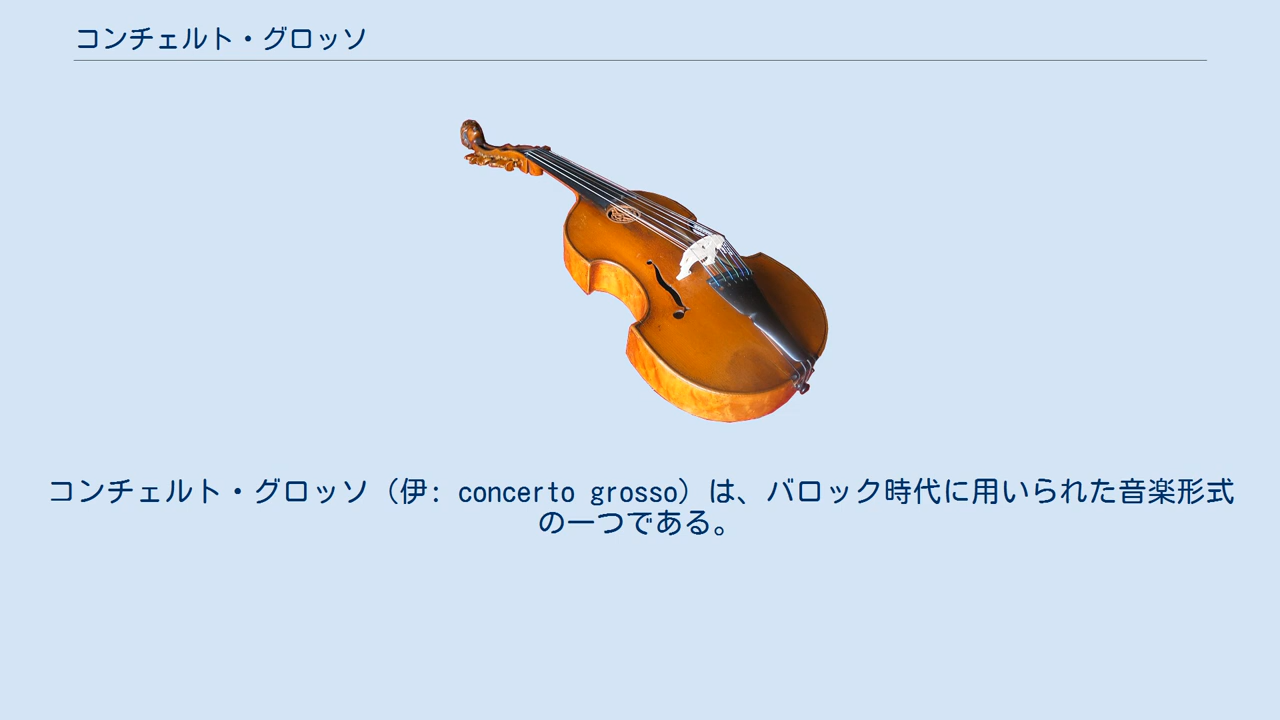 コンチェルト・グロッソ
コンチェルト・グロッソ（伊: concerto grosso）は、バロック時代に用いられた音楽形式
の一つである。